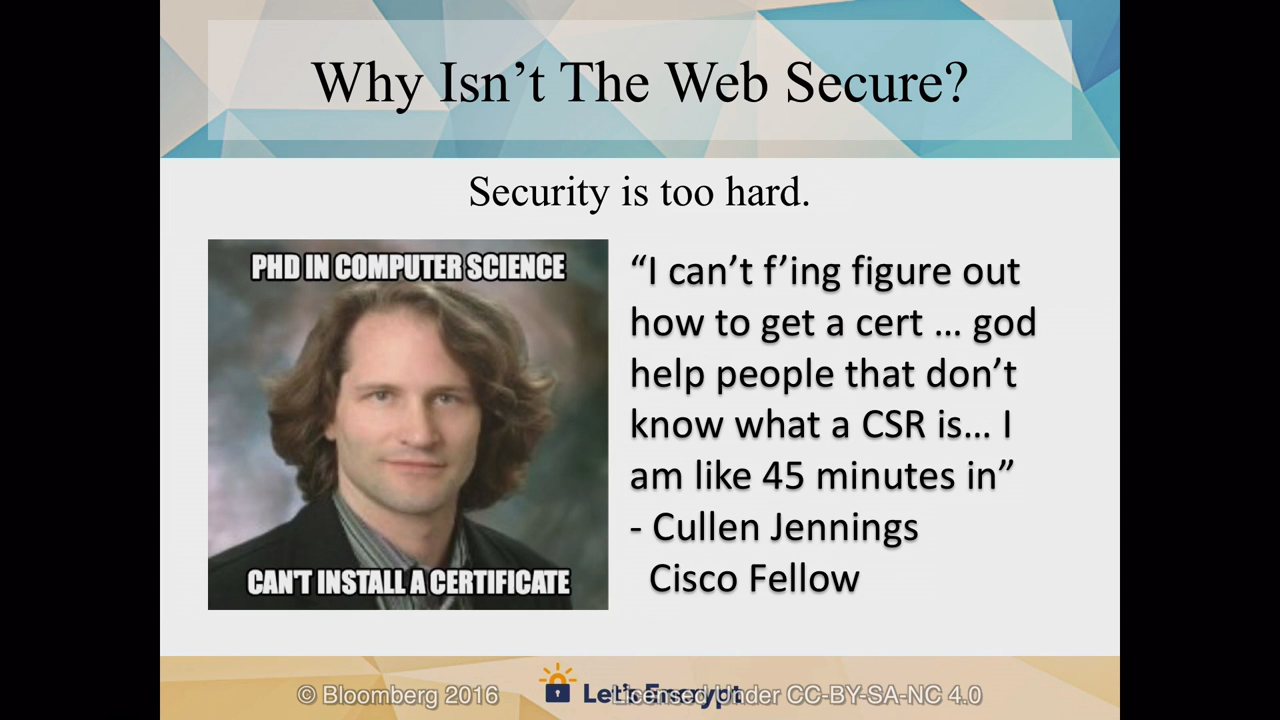 Why Isn’t The Web Secure?
Security is too hard.
PHD IN COMPUTER SCIENCE
CAN'T INSTALL A CERTIFICATE
“I can’t f’ing figure out
how to get a cert … god
help people that don’t
know what a CSR is… I
am like 45 minutes in”
- Cullen Jennings
Cisco Fellow
© Bloomberg 2016
Let's Encrypt
Licensed Under CC-BY-SA-NC 4.0